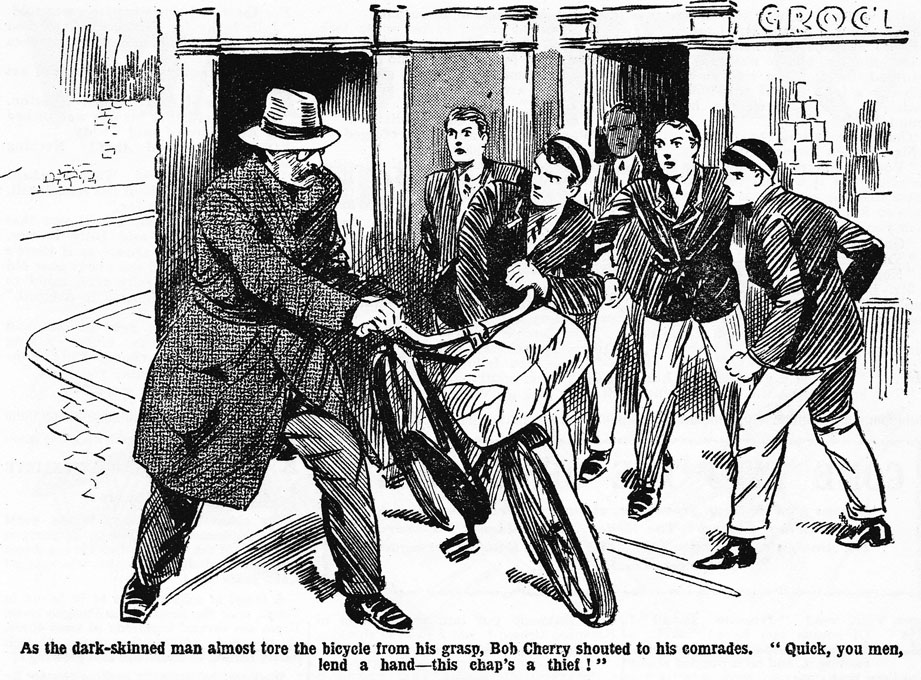 GROC
As the dark-skinned man almost tore the bicycle from his grasp, Bob Cherry shouted to his comrades. “ Quick, you men,
lend a hand—this chap’s a thief ! ”